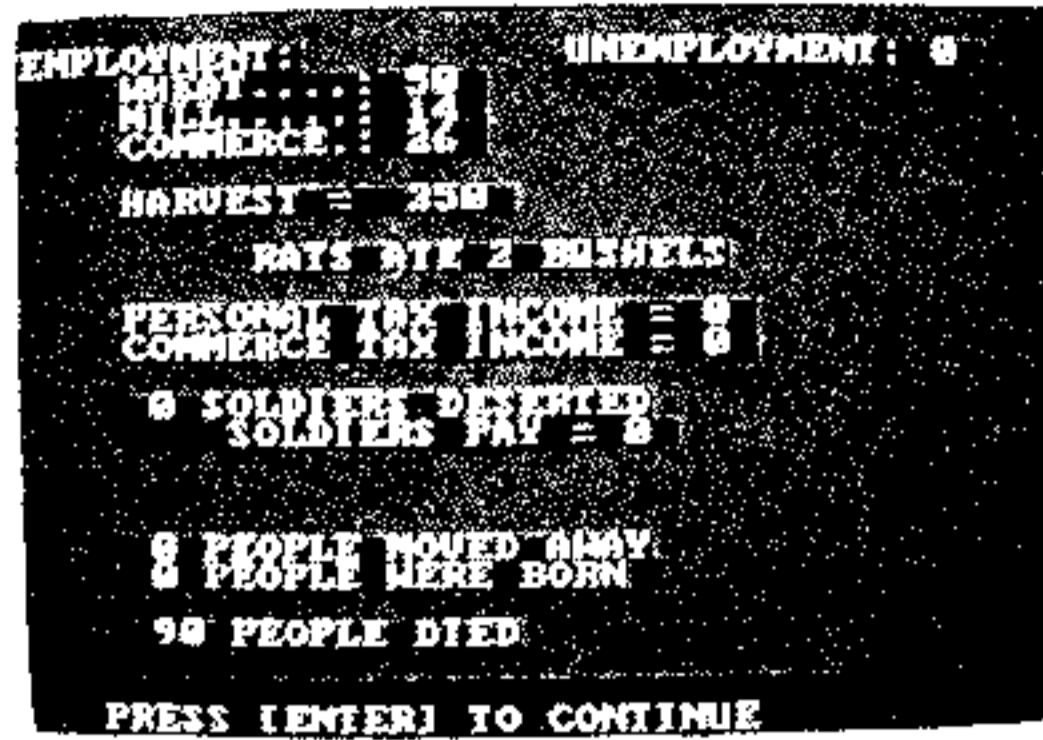 EMPLOYMENT: UNEMPLOYMENT: 0
WHEAT....: 50
MILL.....:
COMMERCE.: 26
HARVEST = 350
RATS ATE 2 BUSHELS
PERSONAL TAX INCOME = 0
COMMERCE TAX INCOME = 0
0 SOLDIERS DESERTED
SOLDIERS PAY = 0
0 PEOPLE MOVED AWAY
0 PEOPLE WERE BORN
90 PEOPLE DIED
PRESS [ENTER] TO CONTINUE